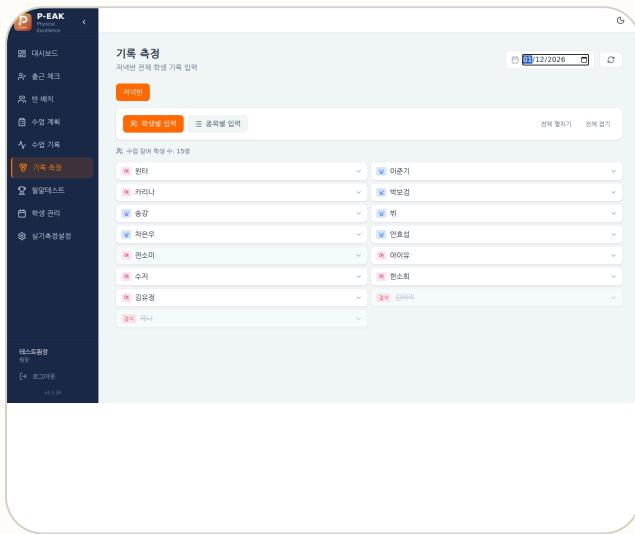 P-EAK
Physical
Excellence
대시보드
출근 체크
반 배치
수업 계획
수업 기록
기록 측정
월말테스트
학생 관리
실기측정설정
테스트원장
원장
로그아웃
기록 측정
저녁반 전체 학생 기록 입력
01/12/2026
저녁반
학생별 입력
종목별 입력
전체 펼치기
전체 접기
수업 참여 학생 수: 15명
여 윈터
남 이준기
여 카리나
남 박보검
남 송강
남 뷔
남 차은우
남 안효섭
여 전소미
여 아이유
여 수지
여 한소희
여 김유정
결석 김태리
결석 제니